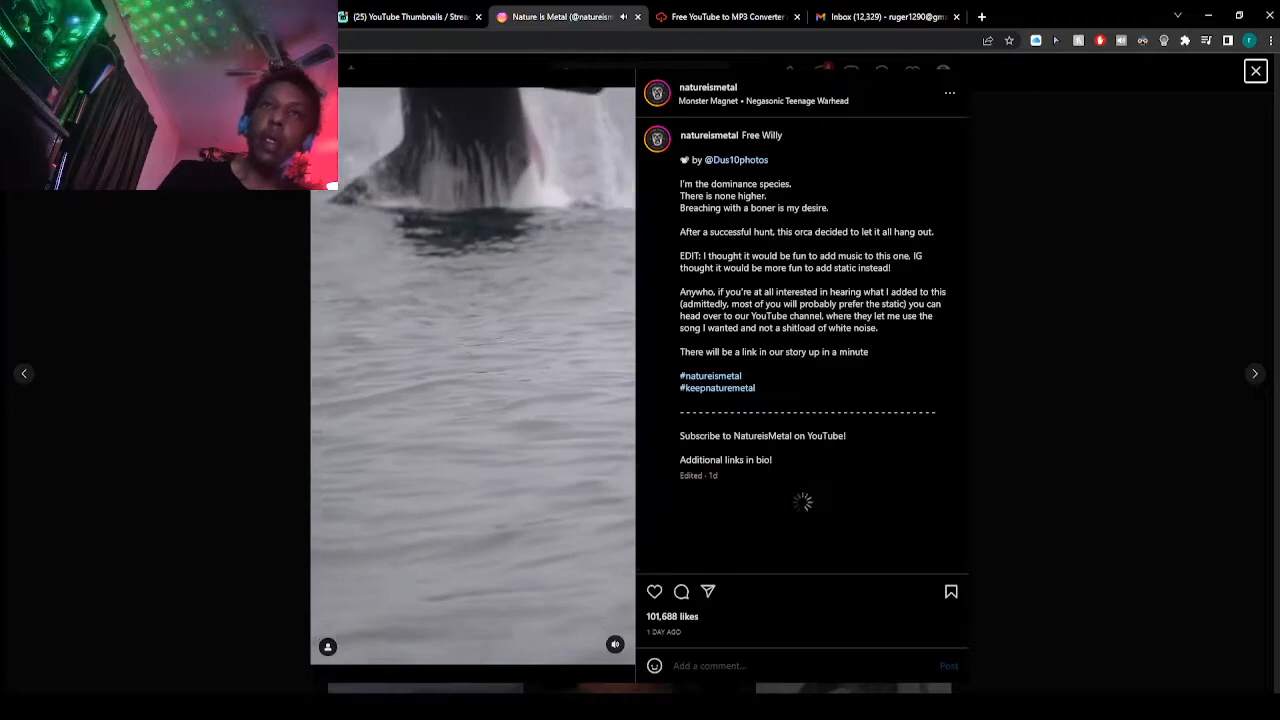 (25) YouTube Thumbnails / Strea
Nature is Metal (@natureism
Free YouTube to MP3 Converter
Inbox (12,329) - ruger1290@gm
natureismetal
Monster Magnet • Negasonic Teenage Warhead
natureismetal Free Willy
by @Dus10photos
I'm the dominance species.
There is none higher.
Breaching with a boner is my desire.
After a successful hunt, this orca decided to let it all hang out.
EDIT: I thought it would be fun to add music to this one, IG
thought it would be more fun to add static instead!
Anywho, if you're at all interested in hearing what I added to this
(admittedly, most of you will probably prefer the static) you can
head over to our YouTube channel, where they let me use the
song I wanted and not a shitload of white noise.
There will be a link in our story up in a minute
#natureismetal
#keepnaturemetal
- - - - - - - - - - - - - - - - - - - - - - - - - - - - - - - - - - - - - - - - - - -
Subscribe to NatureisMetal on YouTube!
Additional links in bio!
Edited · 1d
101,688 likes
1 DAY AGO
Add a comment...
Post